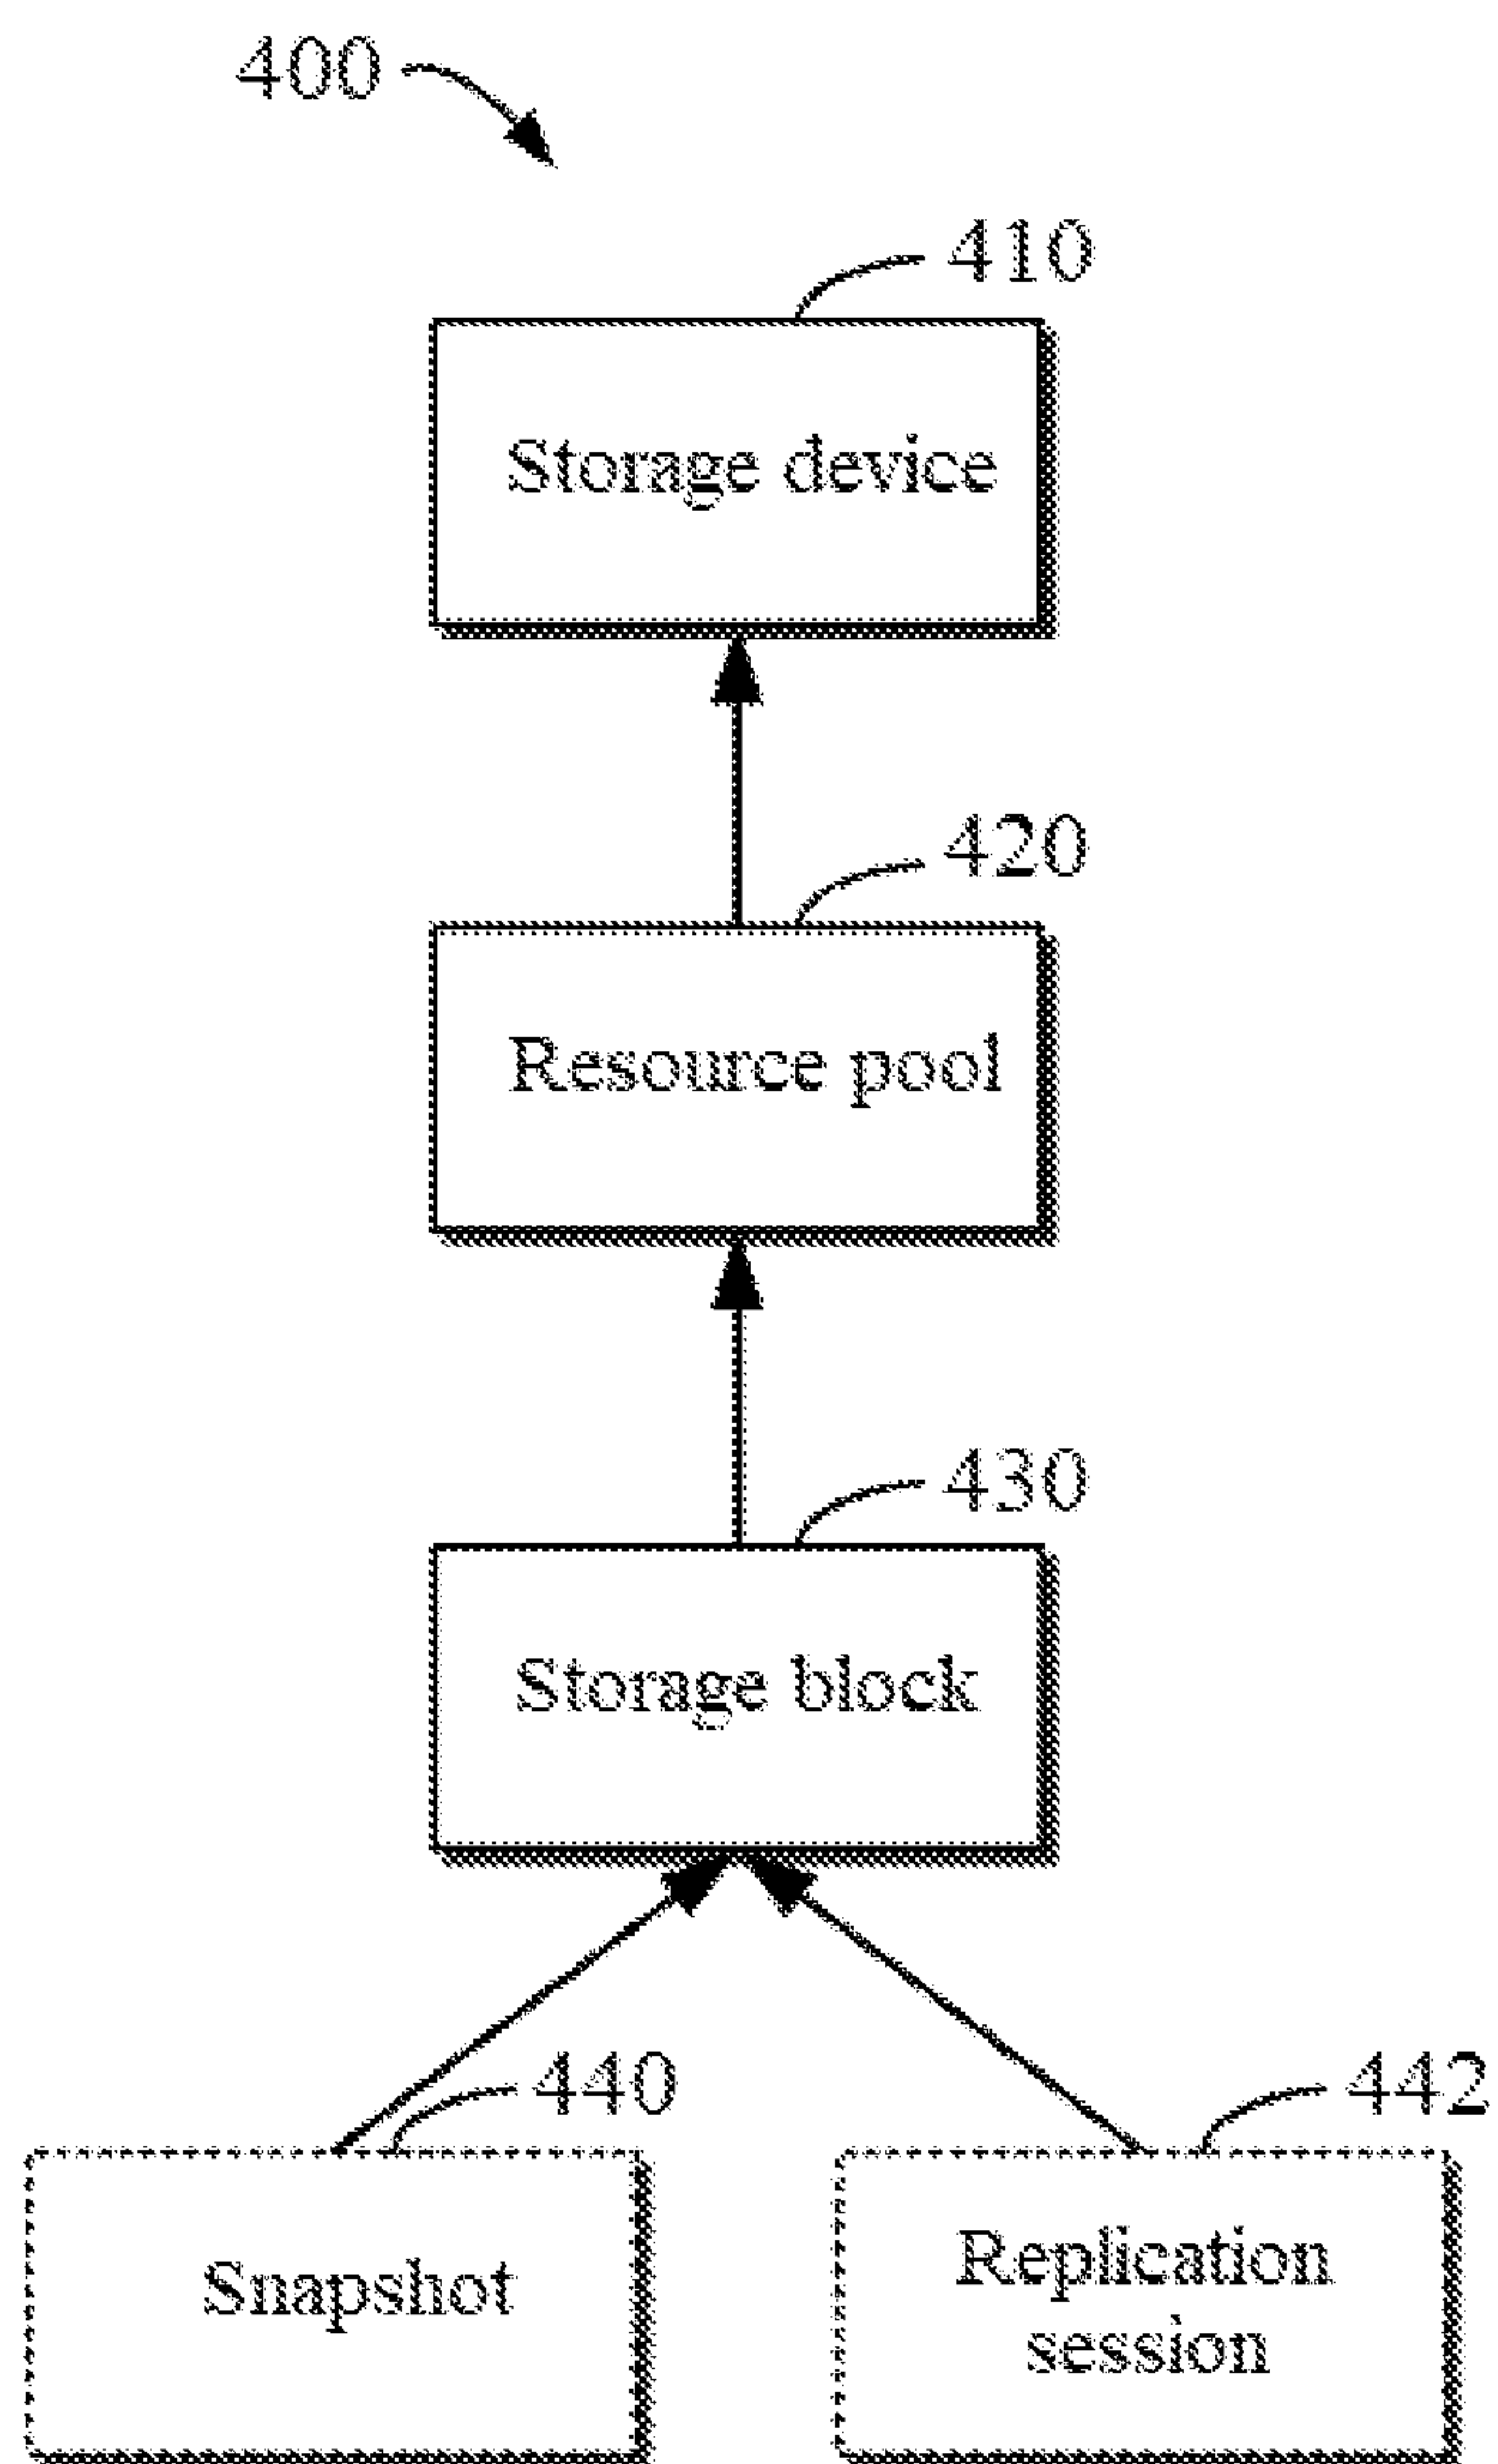 400
410
Storage device
420
Resource pool
430
Storage block
440
442
Snapshot
Replication
session